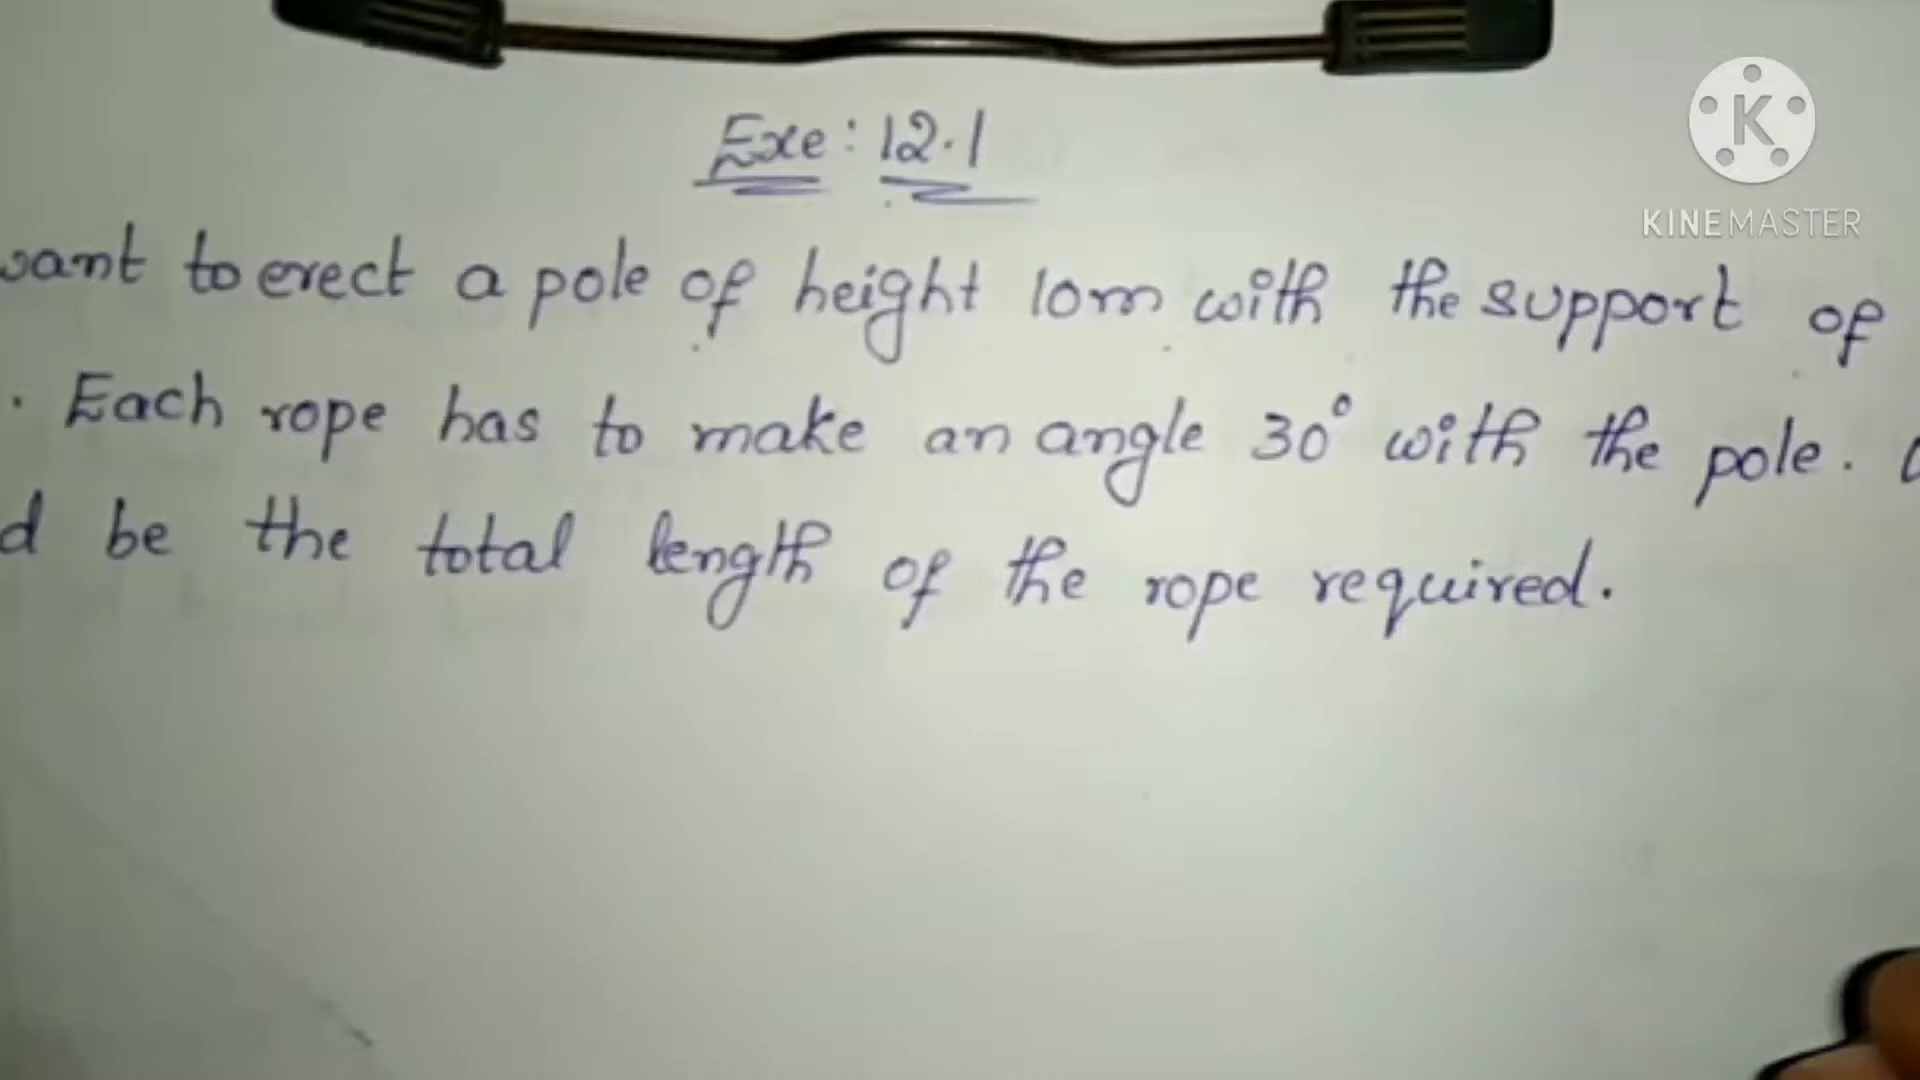 Exe: 12.1
want to erect a pole of height 10m with the support of
. Each rope has to make an angle 30° with the pole.
d be the total length of the rope required.
K
KINEMASTER